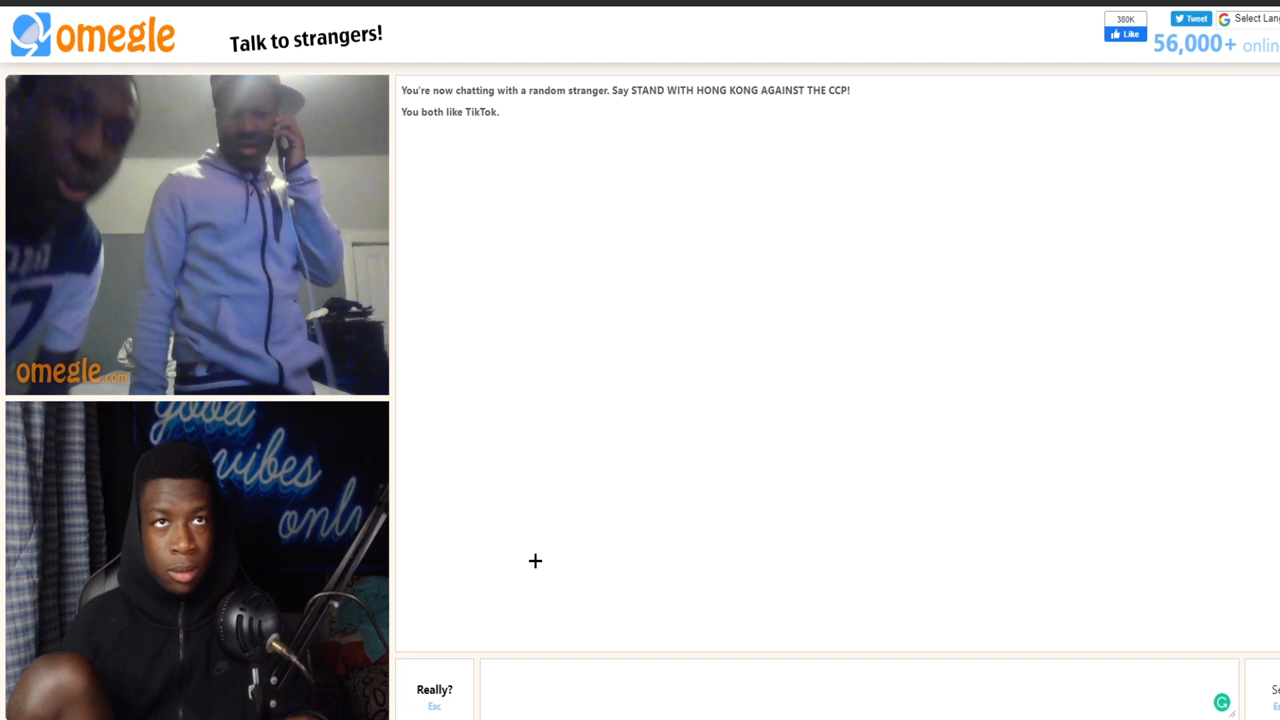 omegle
Talk to strangers!
380K
Like
Tweet
Select Lang
56,000+ onlin
You're now chatting with a random stranger. Say STAND WITH HONG KONG AGAINST THE CCP!
You both like TikTok.
omegle.com
good
vibes
only
Really?
Esc
Se